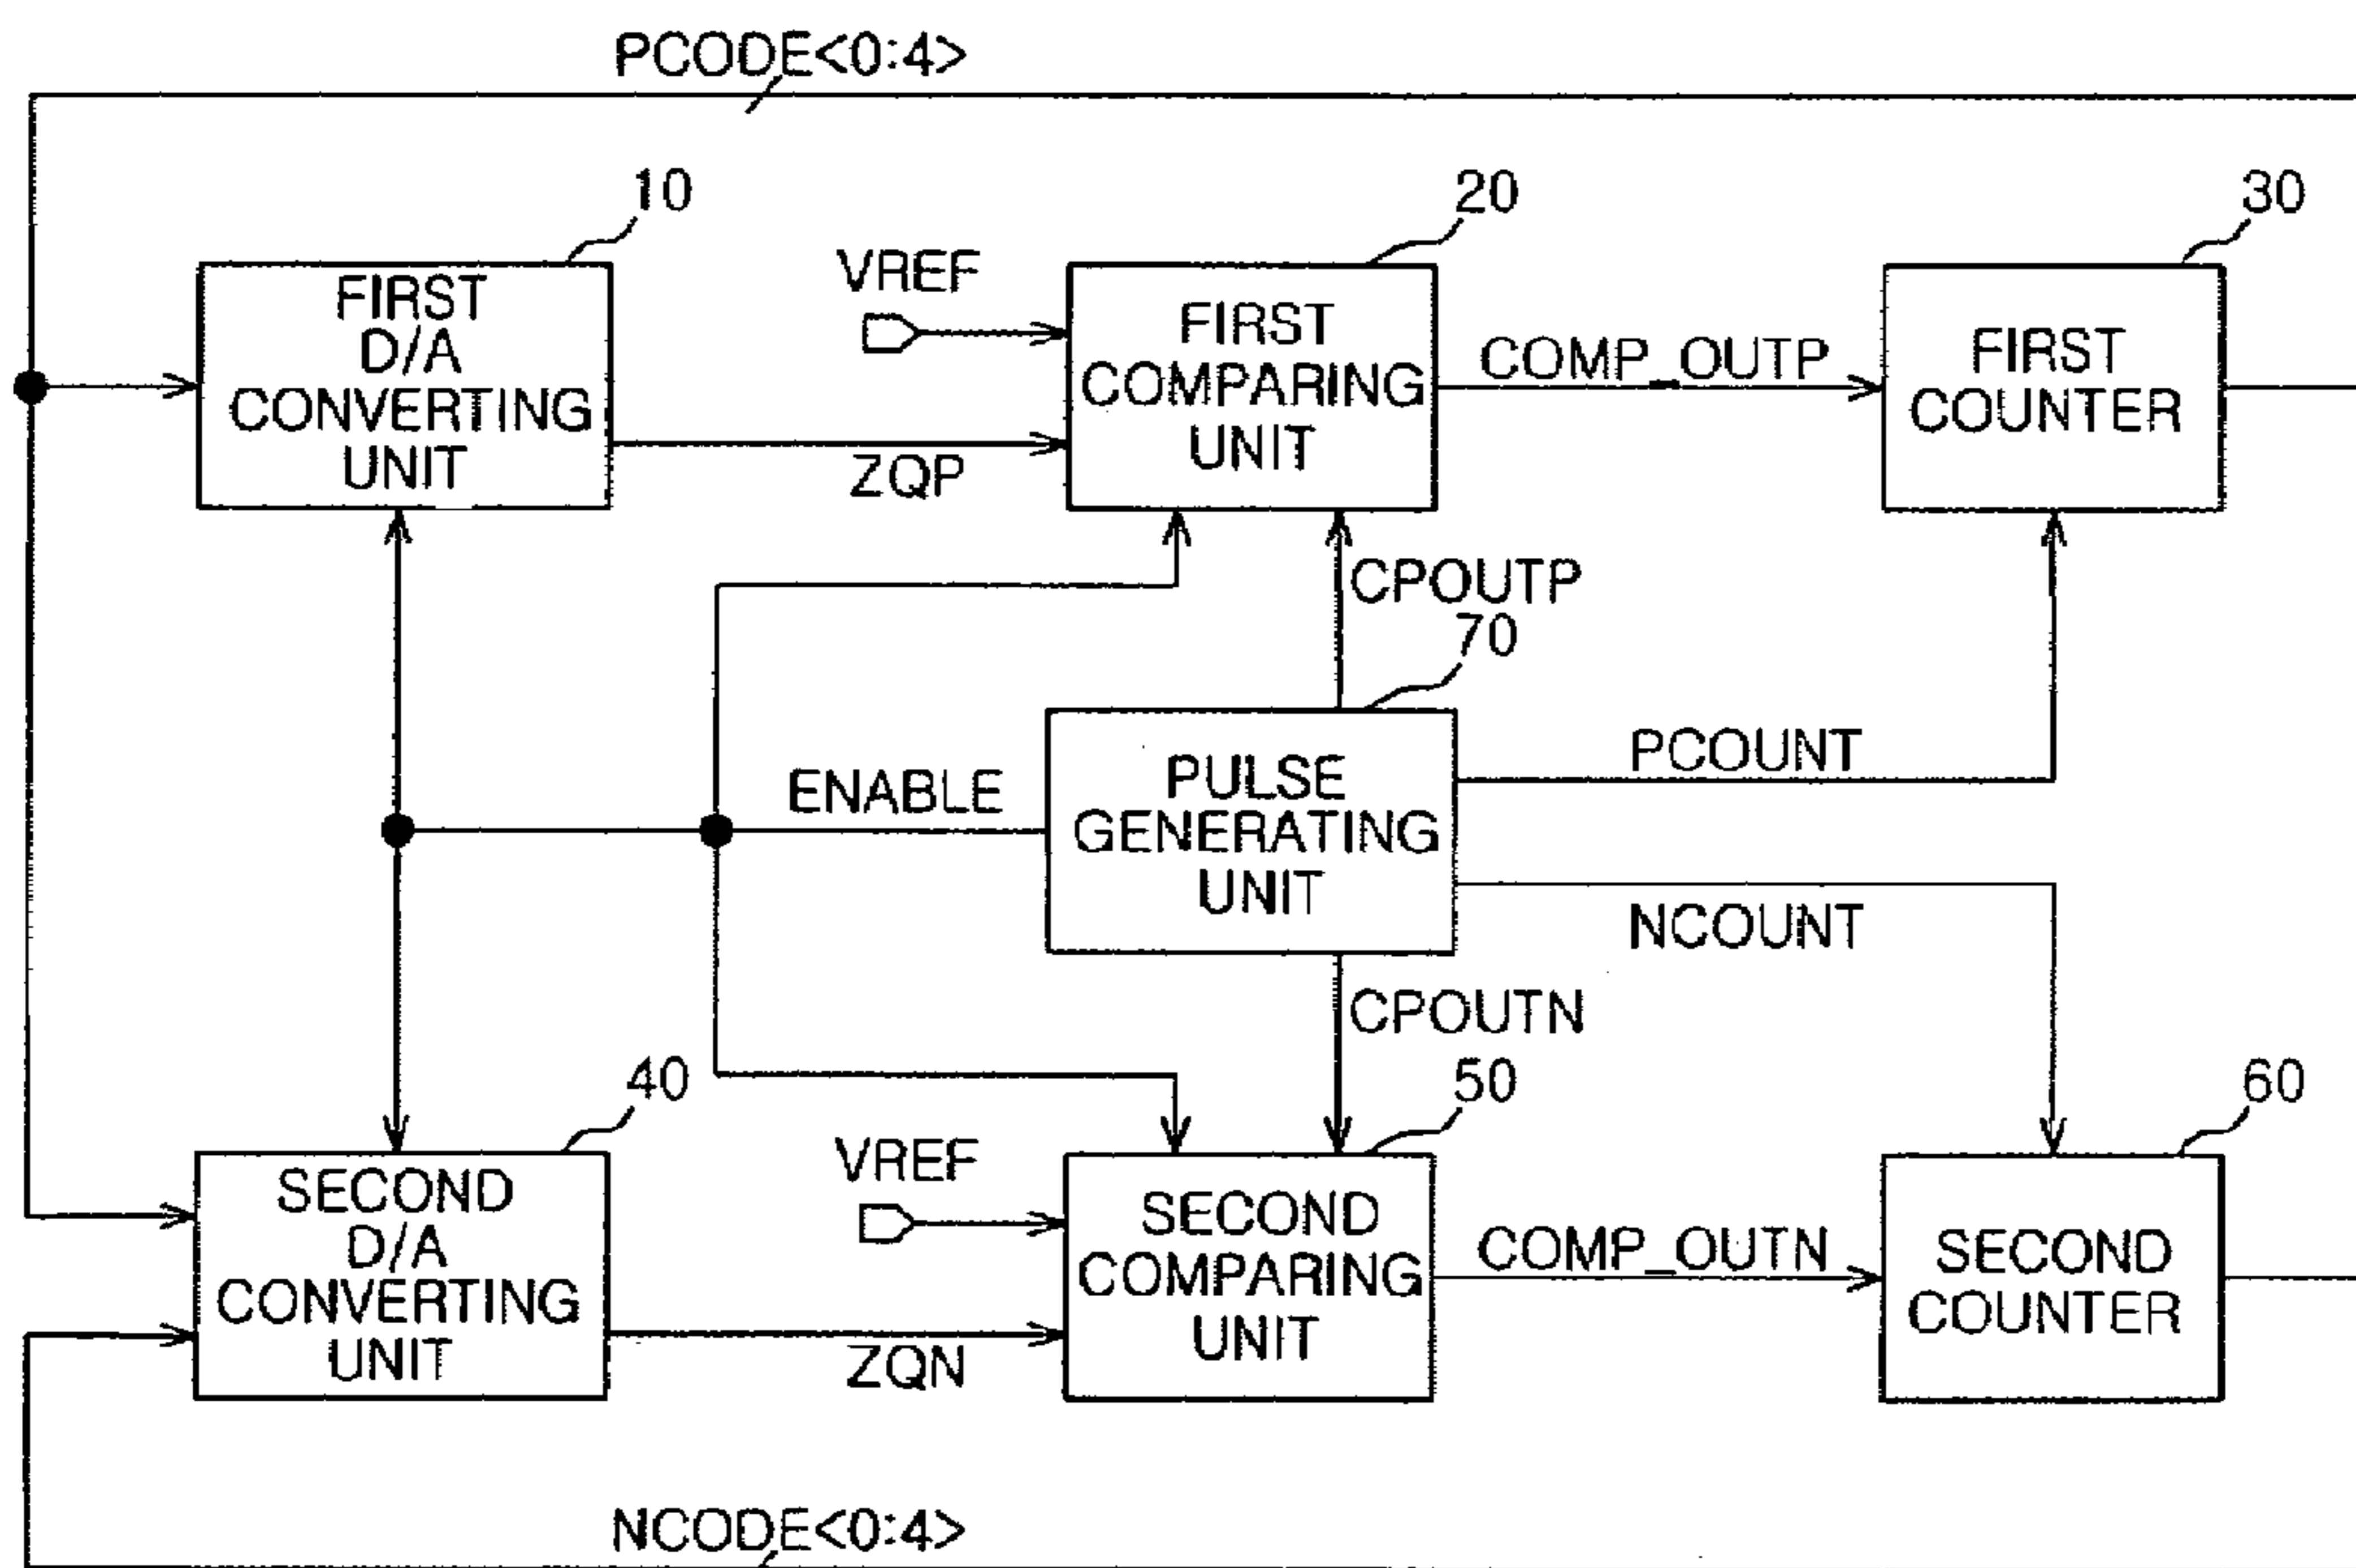 PCODE<0:4>
10
20
30
FIRST
D/A
CONVERTING
UNIT
VREF
ZQP
FIRST
COMPARING
UNIT
COMP_OUTP
FIRST
COUNTER
CPOUTP
70
ENABLE
PULSE
GENERATING
UNIT
PCOUNT
NCOUNT
CPOUTN
40
50
60
SECOND
D/A
CONVERTING
UNIT
VREF
ZQN
SECOND
COMPARING
UNIT
COMP_OUTN
SECOND
COUNTER
NCODE<0:4>